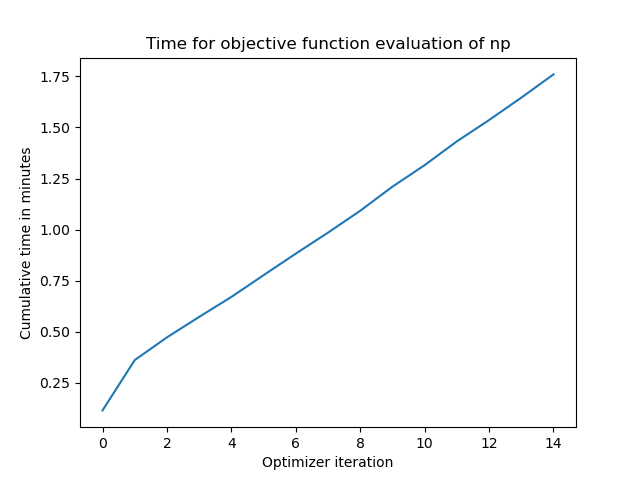 Time for objective function evaluation of np
1.75
1.50
1.25
1.00
0.75
0.50
0.25
Cumulative time in minutes
0 2 4 6 8 10 12 14
Optimizer iteration